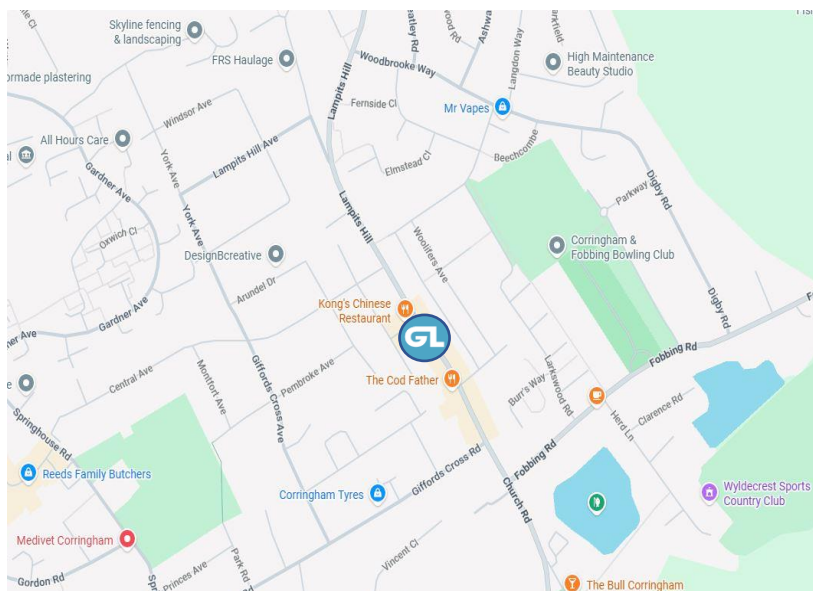 Skyline fencing
& landscaping
FRS Haulage
Woodbrooke Way
Langdon Way
High Maintenance
Beauty Studio
ormade plastering
Lampits Hill
Fernside Cl
Mr Vapes
Windsor Ave
All Hours Care
Lampits Hill Ave
Beechcombe
Elmstead Cl
Digby Rd
Gardner Ave
York Ave
York Ave
Parkway
Lampits Hill
Woolifers Ave
Oxwich Cl
DesignBcreative
Corringham &
Fobbing Bowling Club
Arundel Dr
Kong's Chinese
Restaurant
Gardner Ave
Digby Rd
GL
Fobbing Rd
Central Ave
Montfort Ave
Giffords Cross Ave
Pembroke Ave
The Cod Father
Burr's Way
Larkswood Rd
Clarence Rd
Herd Ln
Springhouse Rd
Reeds Family Butchers
Corringham Tyres
Giffords Cross Rd
Fobbing Rd
Church Rd
Wyldecrest Sports
Country Club
Medivet Corringham
Vincent Cl
Park Rd
Princes Ave
Gordon Rd
The Bull Corringham